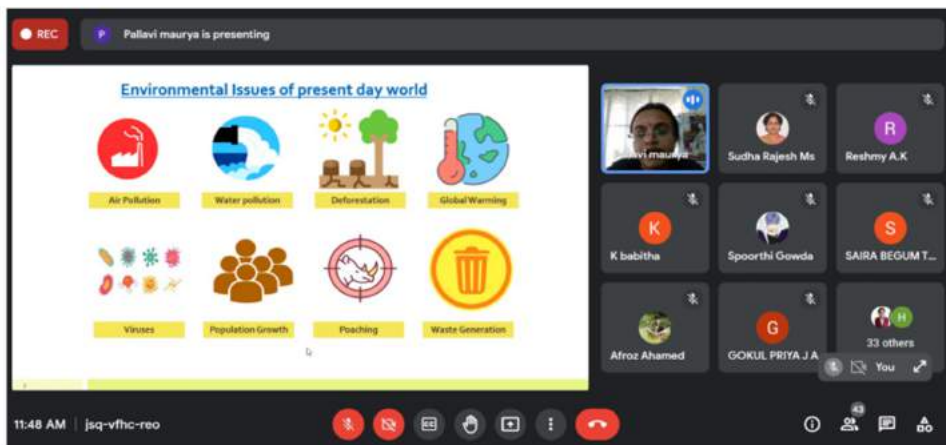 REC
P Pallavi maurya is presenting
Environmental Issues of present day world
Air Pollution Water pollution Deforestation Global Warming
Viruses Population Growth Poaching Waste Generation
maurya
Sudha Rajesh Ms
R
Reshmy A.K
K
K babitha
Spoorthi Gowda
S
SAIRA BEGUM T...
Afroz Ahamed
G
GOKUL PRIYA J A
H
33 others
You
11:48 AM | jsq-vfhc-reo
CC
43